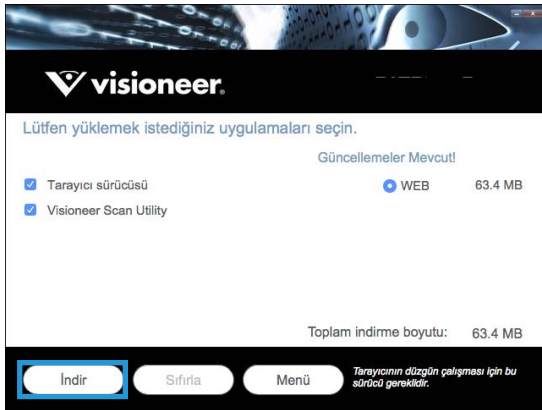 visioneer.
Lütfen yüklemek istediğiniz uygulamaları seçin.
Güncellemeler Mevcut!
Tarayıcı sürücüsü WEB 63.4 MB
Visioneer Scan Utility
Toplam indirme boyutu: 63.4 MB
İndir Sıfırla Menü Tarayıcının düzgün çalışması için bu
sürücü gereklidir.